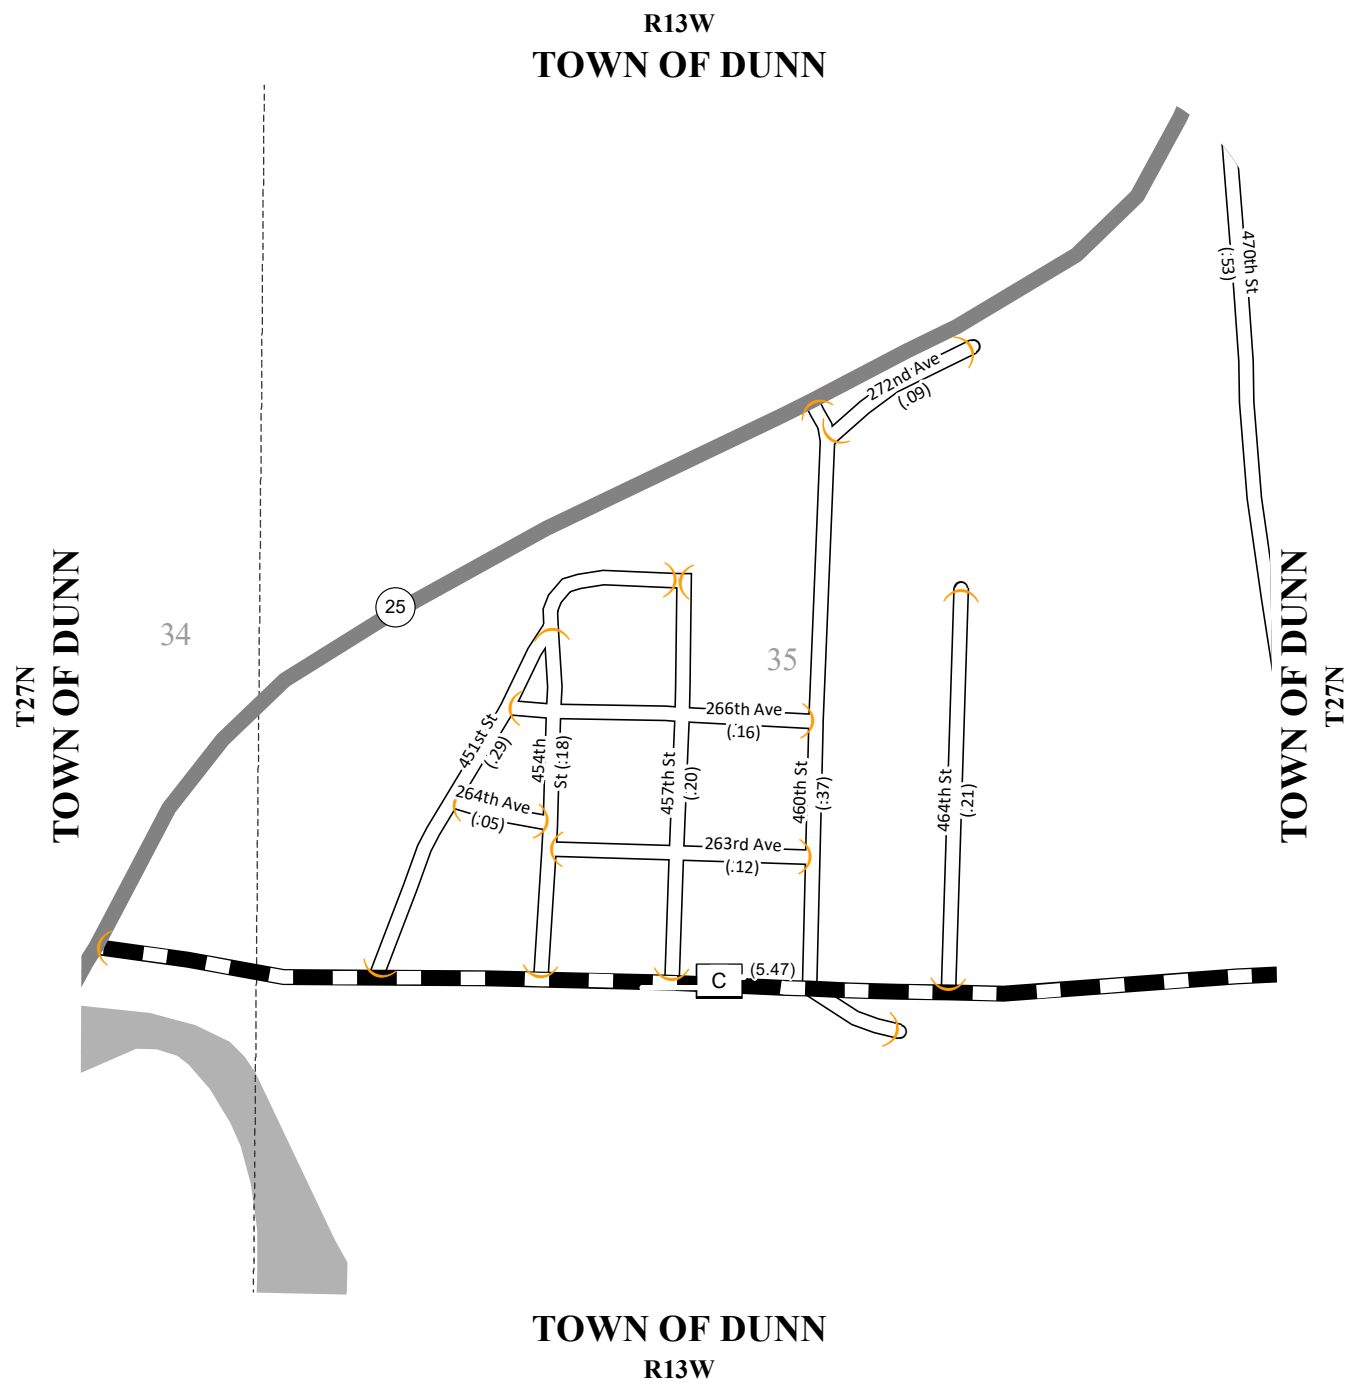 R13W
TOWN OF DUNN
470th St
(.53)
272nd Ave
(.09)
25
34
35
T27N
TOWN OF DUNN
TOWN OF DUNN
T27N
266th Ave
(.16)
451st St
(.29)
454th
St (.18)
457th St
(.20)
460th St
(.37)
464th St
(.21)
264th Ave
(.05)
263rd Ave
(.12)
C
(5.47)
TOWN OF DUNN
R13W